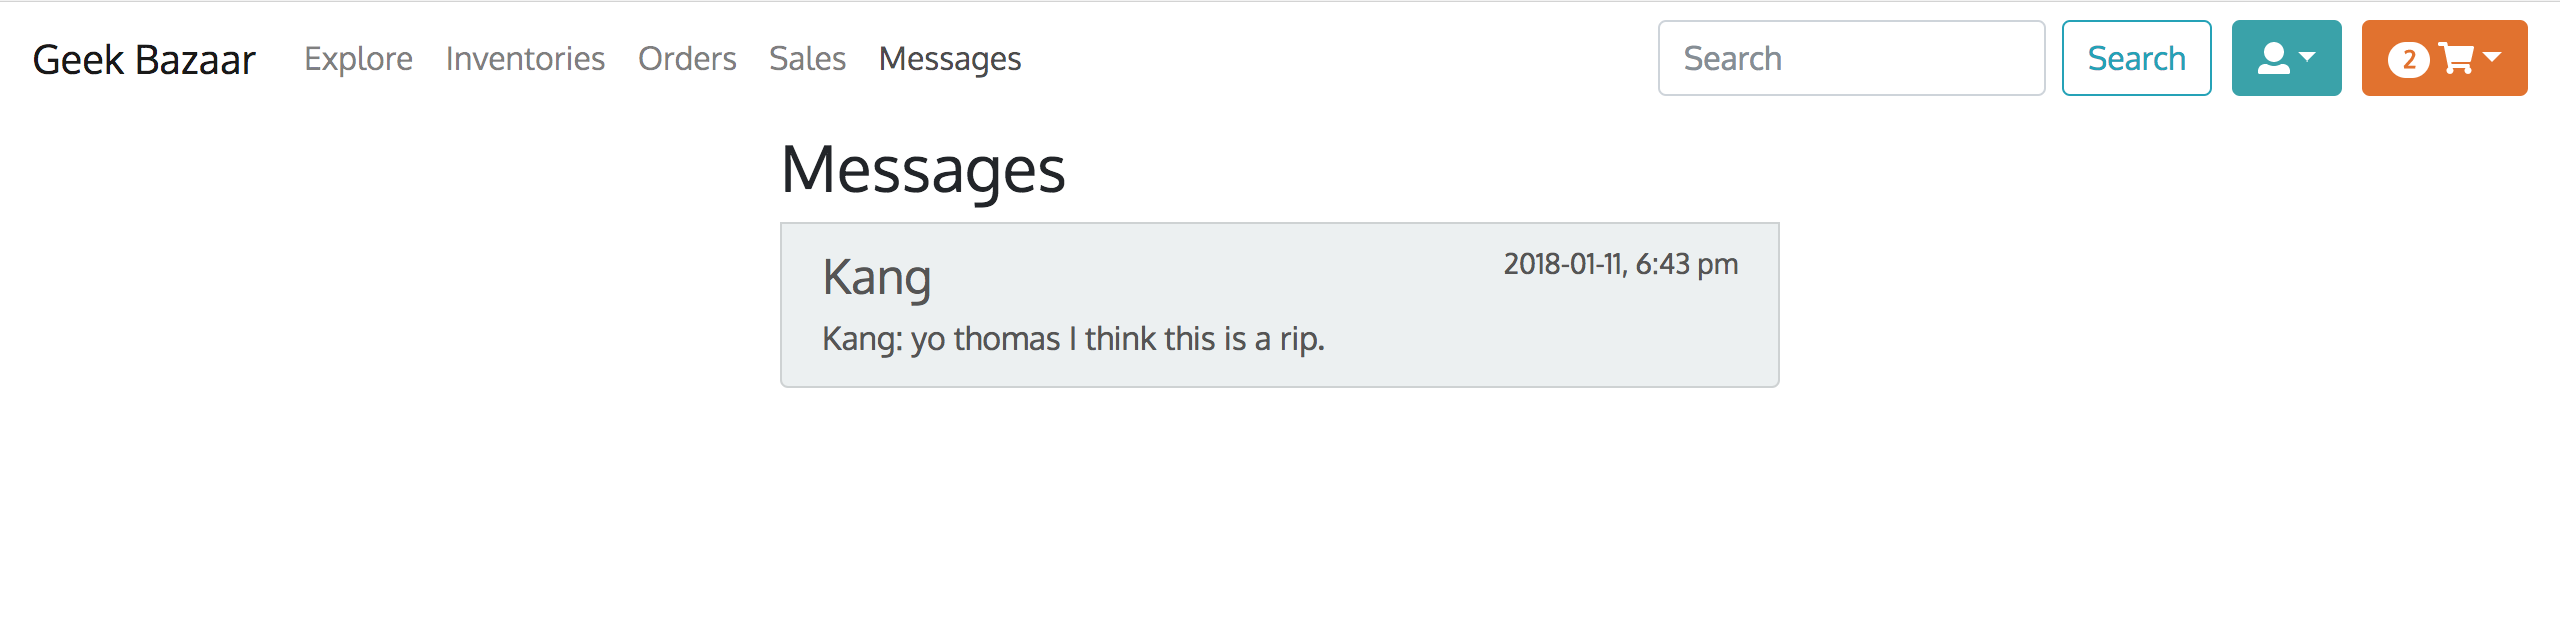 Geek Bazaar Explore Inventories Orders Sales Messages Search Search 2
Messages
Kang 2018-01-11, 6:43 pm
Kang: yo thomas I think this is a rip.